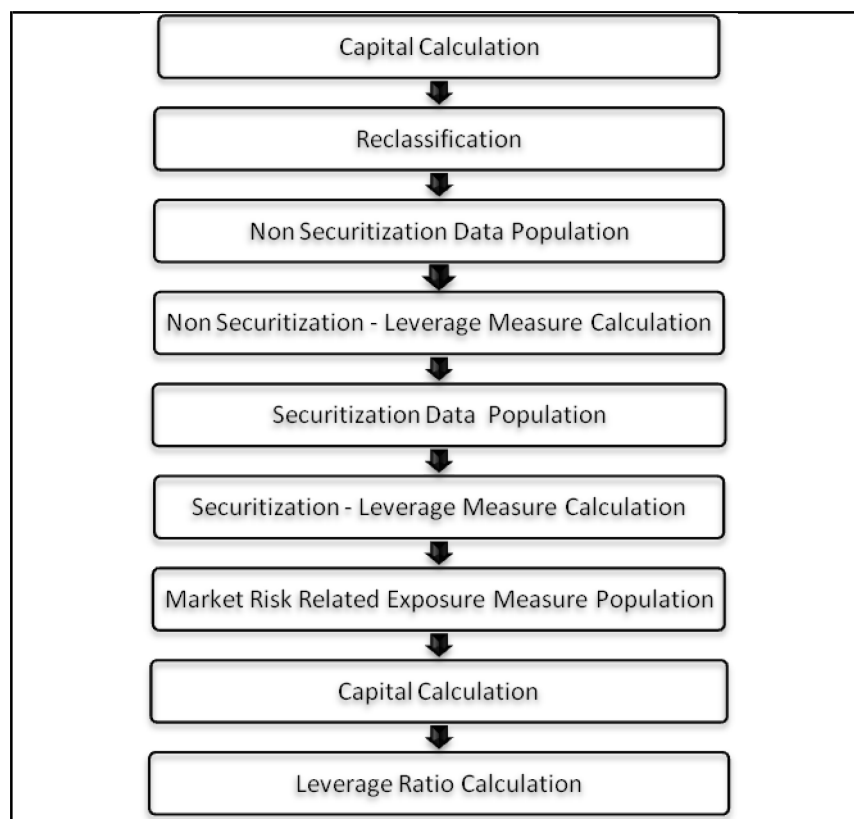 Capital Calculation
Reclassification
Non Securitization Data Population
Non Securitization - Leverage Measure Calculation
Securitization Data Population
Securitization - Leverage Measure Calculation
Market Risk Related Exposure Measure Population
Capital Calculation
Leverage Ratio Calculation